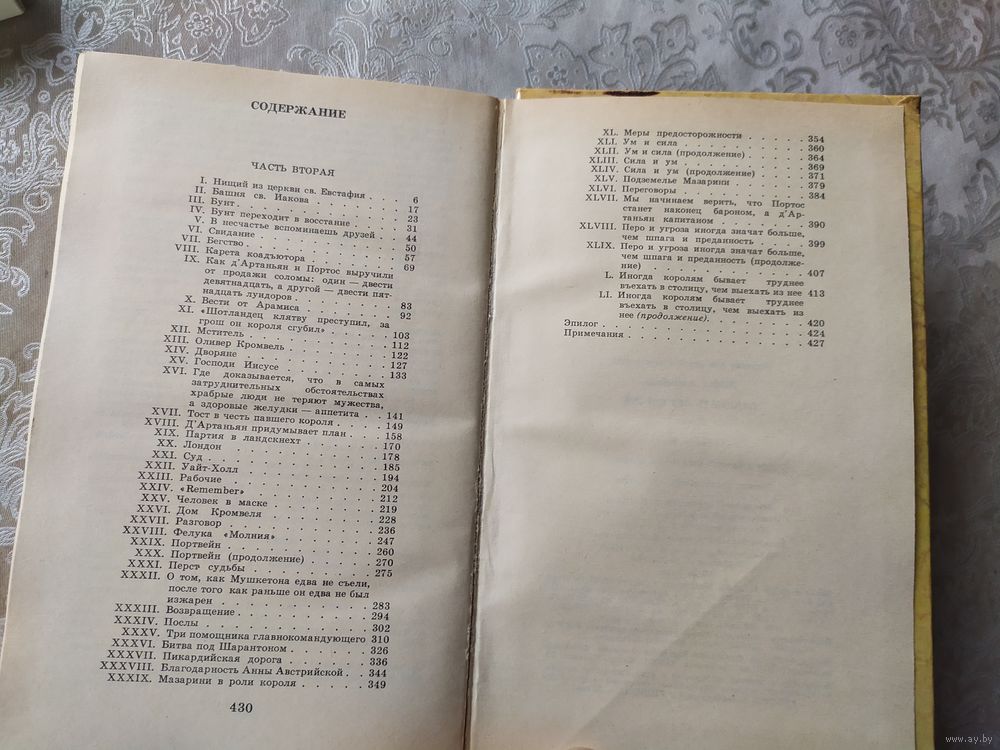 СОДЕРЖАНИЕ
ЧАСТЬ ВТОРАЯ
I. Нищий из церкви св. Евстафия . . . 6
II. Башня св. Иакова . . . . . . . . 17
III. Бунт . . . . . . . . . . . . . 23
IV. Бунт переходит в восстание . . . . 31
V. В несчастье вспоминаешь друзей . . 44
VI. Свидание . . . . . . . . . . . 50
VII. Бегство . . . . . . . . . . . . 57
VIII. Карета коадъютора . . . . . . . 69
IX. Как д'Артаньян и Портос выручили
от продажи соломы: один — двести
девятнадцать, а другой — двести пят-
надцать луидоров . . . . . . . . 83
X. Вести от Арамиса . . . . . . . . 92
XI. «Шотландец клятву преступил, за
грош он короля сгубил» . . . . . 103
XII. Мститель . . . . . . . . . . . 112
XIII. Оливер Кромвель . . . . . . . . 122
XIV. Дворяне . . . . . . . . . . . . 127
XV. Господи Иисусе . . . . . . . . . 133
XVI. Где доказывается, что в самых
затруднительных обстоятельствах
храбрые люди не теряют мужества,
а здоровые желудки — аппетита . . 141
XVII. Тост в честь павшего короля . . . . 149
XVIII. Д'Артаньян придумывает план . . . 158
XIX. Партия в ландскнехт . . . . . . 170
XX. Лондон . . . . . . . . . . . . 178
XXI. Суд . . . . . . . . . . . . . 185
XXII. Уайт-Холл . . . . . . . . . . . 194
XXIII. Рабочие . . . . . . . . . . . . 204
XXIV. «Remember» . . . . . . . . . . 212
XXV. Человек в маске . . . . . . . . 219
XXVI. Дом Кромвеля . . . . . . . . . 228
XXVII. Разговор . . . . . . . . . . . 236
XXVIII. Фелука «Молния» . . . . . . . . 247
XXIX. Портвейн . . . . . . . . . . . 260
XXX. Портвейн (продолжение) . . . . . 270
XXXI. Перст судьбы . . . . . . . . . 275
XXXII. О том, как Мушкетона едва не съели,
после того как раньше он едва не был
изжарен . . . . . . . . . . . . 283
XXXIII. Возвращение . . . . . . . . . . 294
XXXIV. Послы . . . . . . . . . . . . 302
XXXV. Три помощника главнокомандующего 310
XXXVI. Битва под Шарантоном . . . . . . 326
XXXVII. Пикардийская дорога . . . . . . 336
XXXVIII. Благодарность Анны Австрийской . . 344
XXXIX. Мазарини в роли короля . . . . . 349
430
XL. Меры предосторожности . . . . . 354
XLI. Ум и сила . . . . . . . . . . . 360
XLII. Ум и сила (продолжение) . . . . . 364
XLIII. Сила и ум . . . . . . . . . . . 369
XLIV. Сила и ум (продолжение) . . . . . 371
XLV. Подземелье Мазарини . . . . . . 379
XLVI. Переговоры . . . . . . . . . . 384
XLVII. Мы начинаем верить, что Портос
станет наконец бароном, а д'Ар-
таньян капитаном . . . . . . . . 390
XLVIII. Перо и угроза иногда значат больше,
чем шпага и преданность . . . . . 399
XLIX. Перо и угроза иногда значат больше,
чем шпага и преданность (продолже-
ние) . . . . . . . . . . . . . 407
L. Иногда королям бывает труднее
въехать в столицу, чем выехать из нее 413
LI. Иногда королям бывает труднее
въехать в столицу, чем выехать из
нее (продолжение). . . . . . . . 420
Эпилог . . . . . . . . . . . . . . . 424
Примечания . . . . . . . . . . . . . 427
www.ay.by